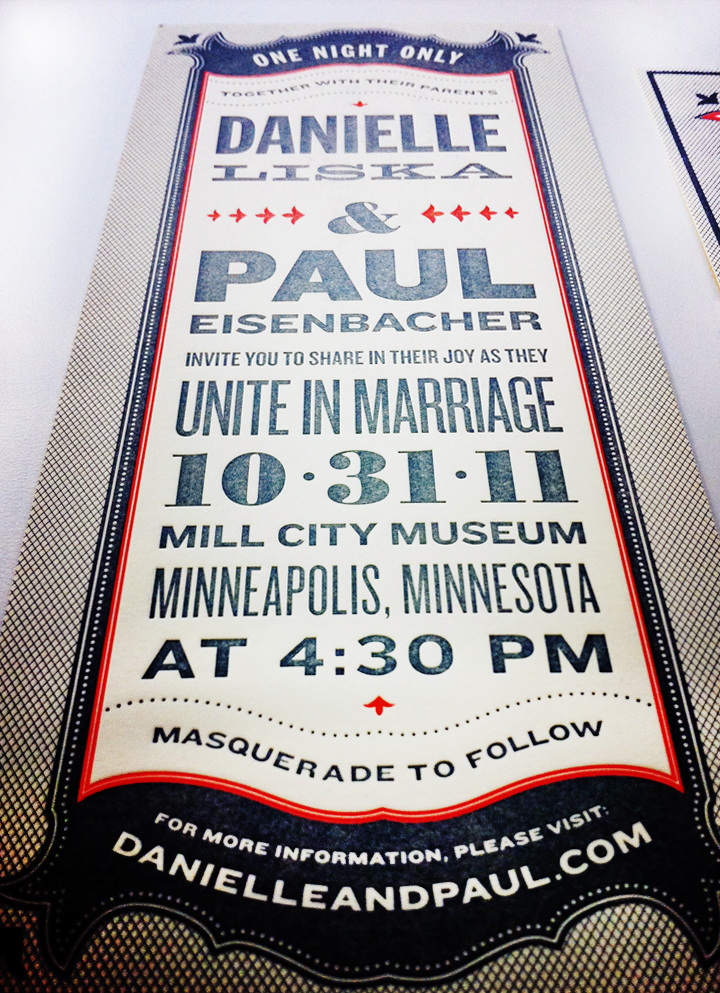 ONE NIGHT ONLY
TOGETHER WITH THEIR PARENTS
DANIELLE
LISKA
&
PAUL
EISENBACHER
INVITE YOU TO SHARE IN THEIR JOY AS THEY
UNITE IN MARRIAGE
10·31·11
MILL CITY MUSEUM
MINNEAPOLIS, MINNESOTA
AT 4:30 PM
MASQUERADE TO FOLLOW
FOR MORE INFORMATION, PLEASE VISIT:
DANIELLEANDPAUL.COM